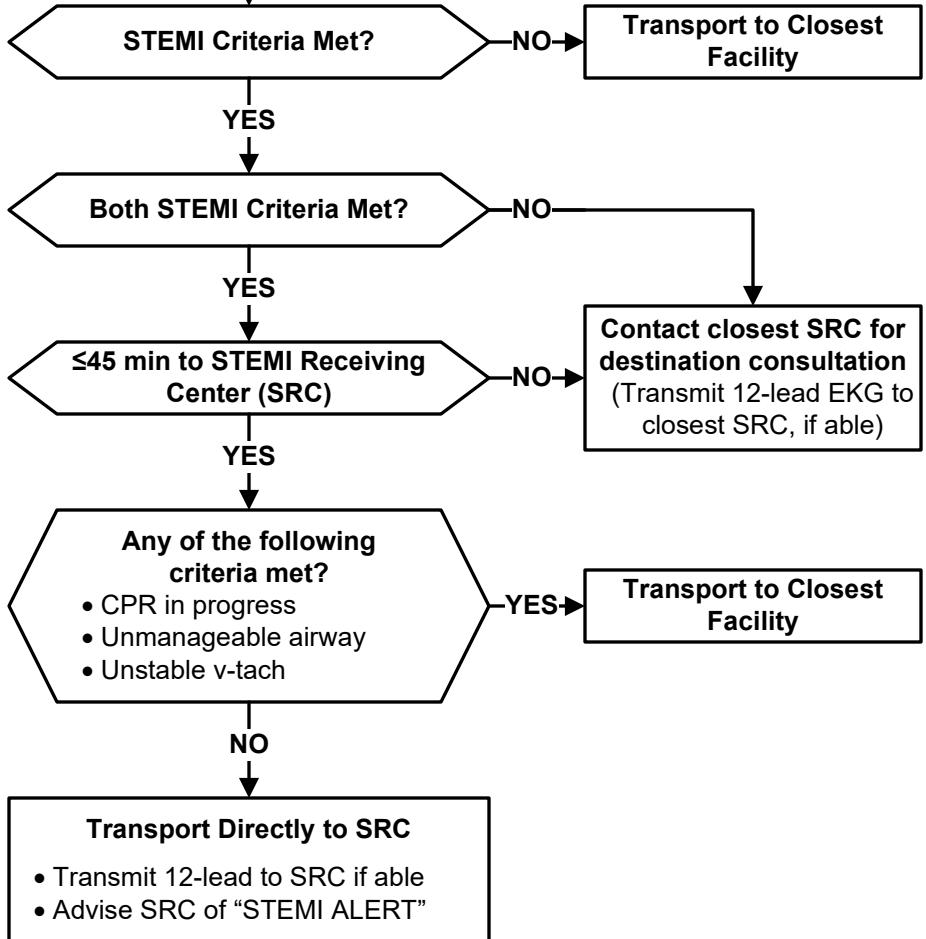 STEMI Criteria Met?
NO
Transport to Closest
Facility
YES
Both STEMI Criteria Met?
NO
YES
≤45 min to STEMI Receiving
Center (SRC)
NO
Contact closest SRC for
destination consultation
(Transmit 12-lead EKG to
closest SRC, if able)
YES
Any of the following
criteria met?
• CPR in progress
• Unmanageable airway
• Unstable v-tach
YES
Transport to Closest
Facility
NO
Transport Directly to SRC
• Transmit 12-lead to SRC if able
• Advise SRC of “STEMI ALERT”